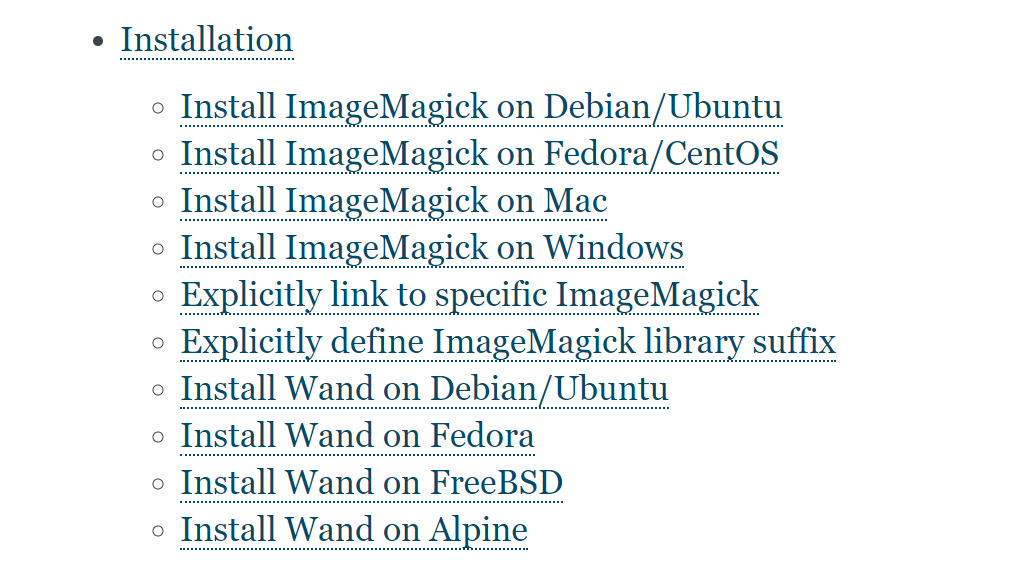 Installation
Install ImageMagick on Debian/Ubuntu
Install ImageMagick on Fedora/CentOS
Install ImageMagick on Mac
Install ImageMagick on Windows
Explicitly link to specific ImageMagick
Explicitly define ImageMagick library suffix
Install Wand on Debian/Ubuntu
Install Wand on Fedora
Install Wand on FreeBSD
Install Wand on Alpine